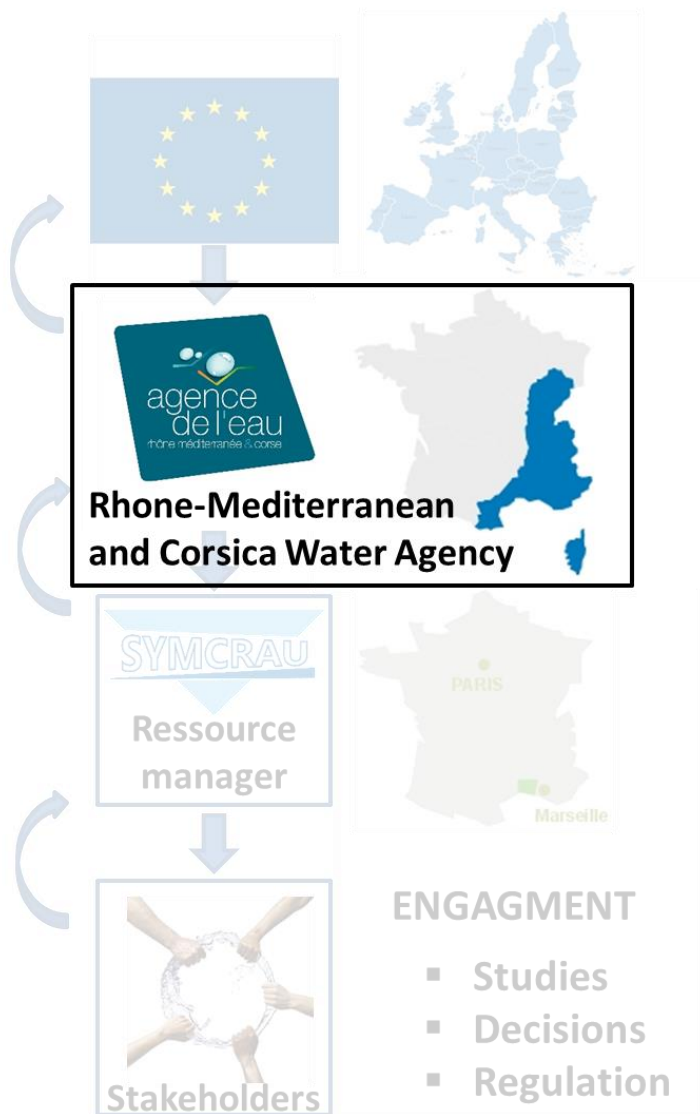 agence
de l'eau
rhône méditerranée & corse
Rhone-Mediterranean
and Corsica Water Agency
SYMCRAU
Ressource
manager
PARIS
Marseille
Stakeholders
ENGAGMENT
▪ Studies
▪ Decisions
▪ Regulation